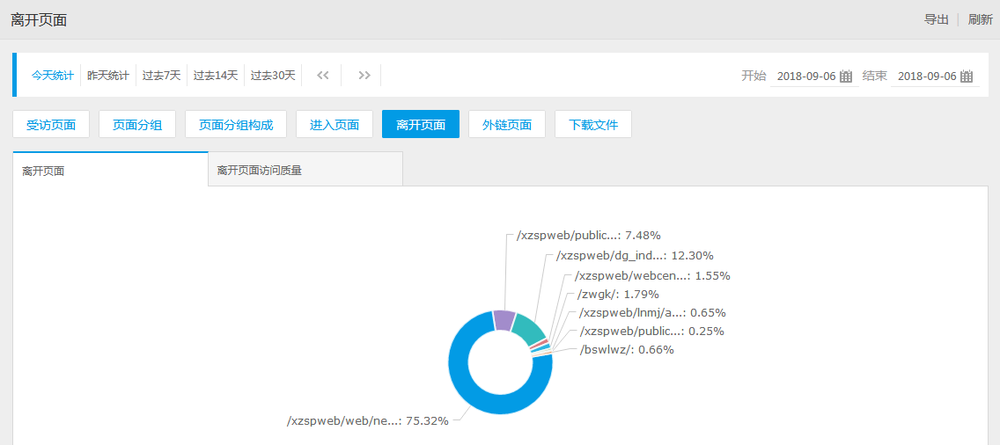 离开页面
导出 | 刷新
今天统计 昨天统计 过去7天 过去14天 过去30天 << >> 开始 2018-09-06 结束 2018-09-06
受访页面 页面分组 页面分组构成 进入页面 离开页面 外链页面 下载文件
离开页面 离开页面访问质量
/xzspweb/public...: 7.48%
/xzspweb/dg_ind...: 12.30%
/xzspweb/webcen...: 1.55%
/zwgk/: 1.79%
/xzspweb/lnmj/a...: 0.65%
/xzspweb/public...: 0.25%
/bswlwz/: 0.66%
/xzspweb/web/ne...: 75.32%